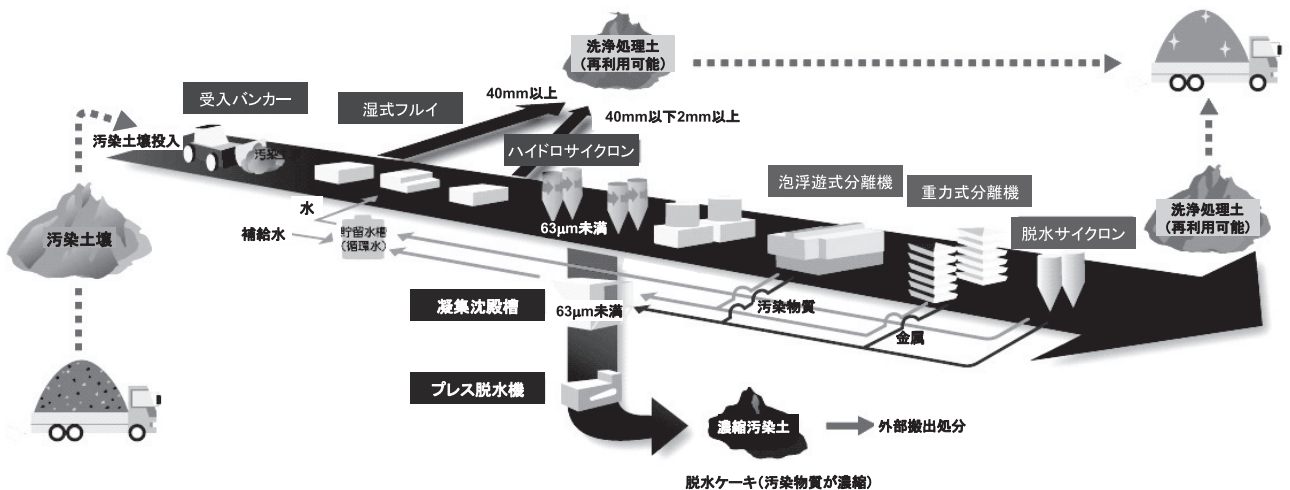 洗浄処理土
(再利用可能)
受入バンカー
湿式フルイ
40mm以上
40mm以下2mm以上
汚染土壌投入
汚染土
ハイドロサイクロン
泡浮遊式分離機
重力式分離機
脱水サイクロン
洗浄処理土
(再利用可能)
汚染土壌
水
補給水
貯留水槽
(循環水)
63μm未満
凝集沈殿槽
63μm未満
汚染物質
金属
プレス脱水機
濃縮汚染土
外部搬出処分
脱水ケーキ(汚染物質が濃縮)